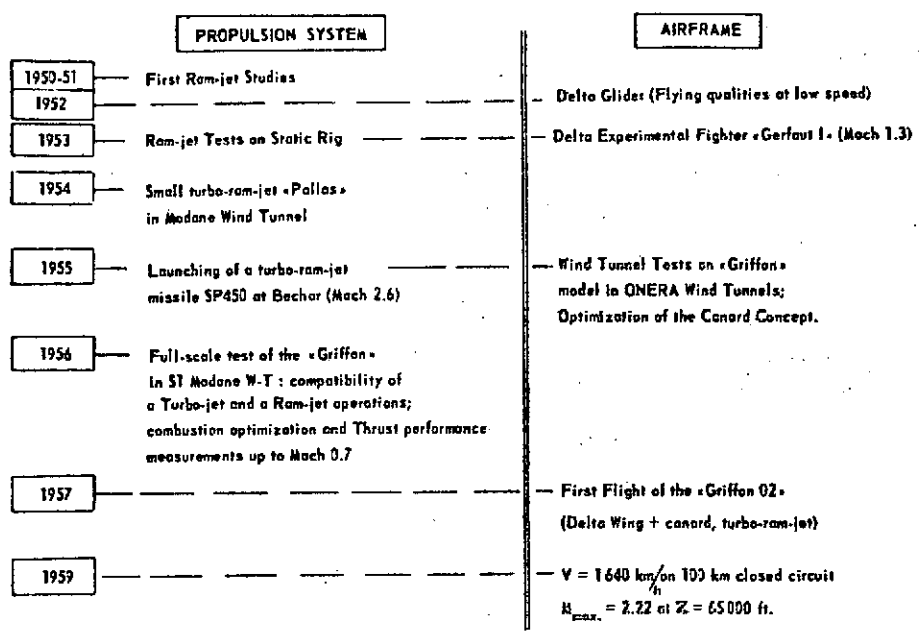 PROPULSION SYSTEM
AIRFRAME
1950-51
First Ram-jet Studies
1952
Delta Glider (Flying qualities at low speed)
1953
Ram-jet Tests on Static Rig
Delta Experimental Fighter «Gerfaut I» (Mach 1.3)
1954
Small turbo-ram-jet «Pallas»
in Modane Wind Tunnel
1955
Launching of a turbo-ram-jet
missile SP450 at Bechar (Mach 2.6)
Wind Tunnel Tests on «Griffon»
model in ONERA Wind Tunnels;
Optimization of the Canard Concept.
1956
Full-scale test of the «Griffon»
in S1 Modane W-T : compatibility of
a Turbo-jet and a Ram-jet operations;
combustion optimization and Thrust performance
measurements up to Mach 0.7
1957
First Flight of the «Griffon 02»
(Delta Wing + canard, turbo-ram-jet)
1959
V = 1640 km/h on 100 km closed circuit
M max. = 2.22 at Z = 65000 ft.